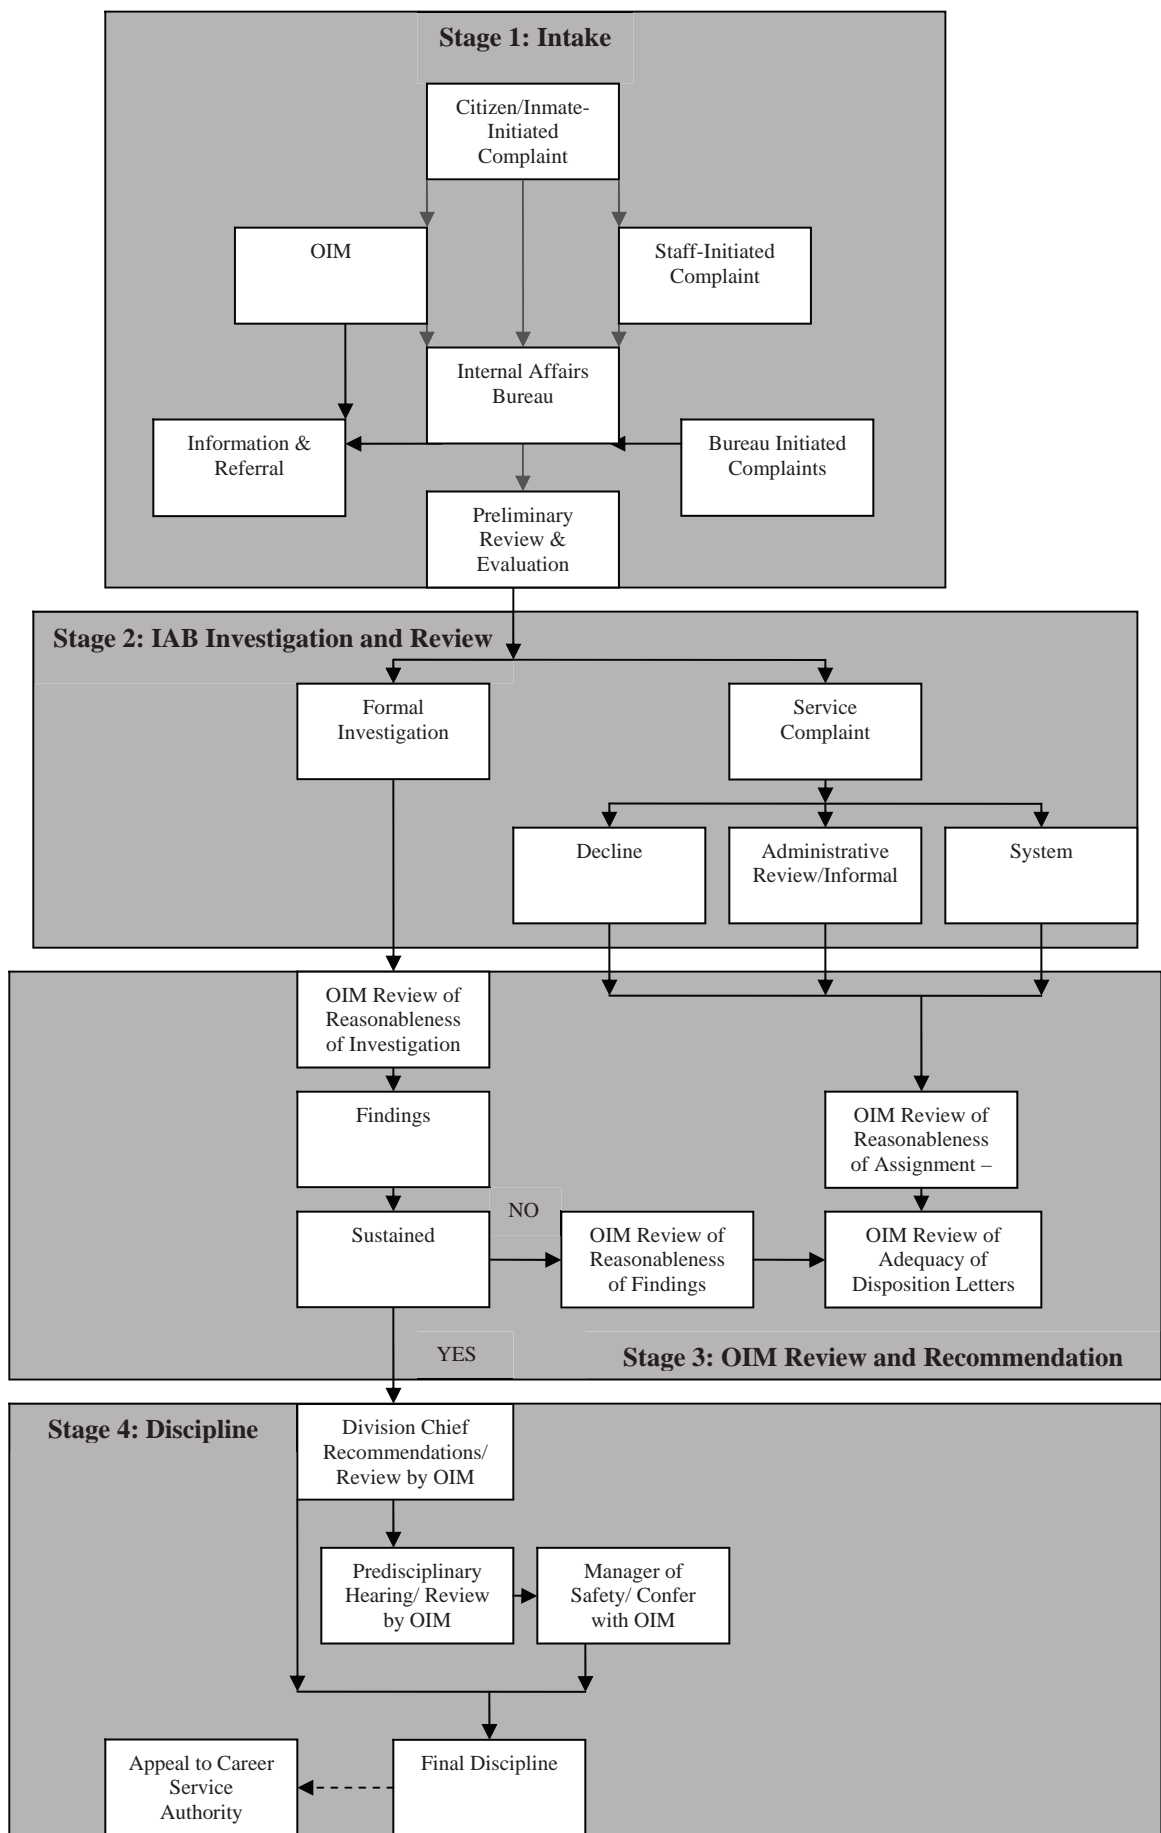 Stage 1: Intake
Citizen/Inmate-
Initiated
Complaint
OIM
Staff-Initiated
Complaint
Internal Affairs
Bureau
Information &
Referral
Bureau Initiated
Complaints
Preliminary
Review &
Evaluation
Stage 2: IAB Investigation and Review
Formal
Investigation
Service
Complaint
Decline
Administrative
Review/Informal
System
OIM Review of
Reasonableness
of Investigation
Findings
OIM Review of
Reasonableness
of Assignment –
NO
Sustained
OIM Review of
Reasonableness
of Findings
OIM Review of
Adequacy of
Disposition Letters
YES
Stage 3: OIM Review and Recommendation
Stage 4: Discipline
Division Chief
Recommendations/
Review by OIM
Predisciplinary
Hearing/ Review
by OIM
Manager of
Safety/ Confer
with OIM
Appeal to Career
Service
Authority
Final Discipline